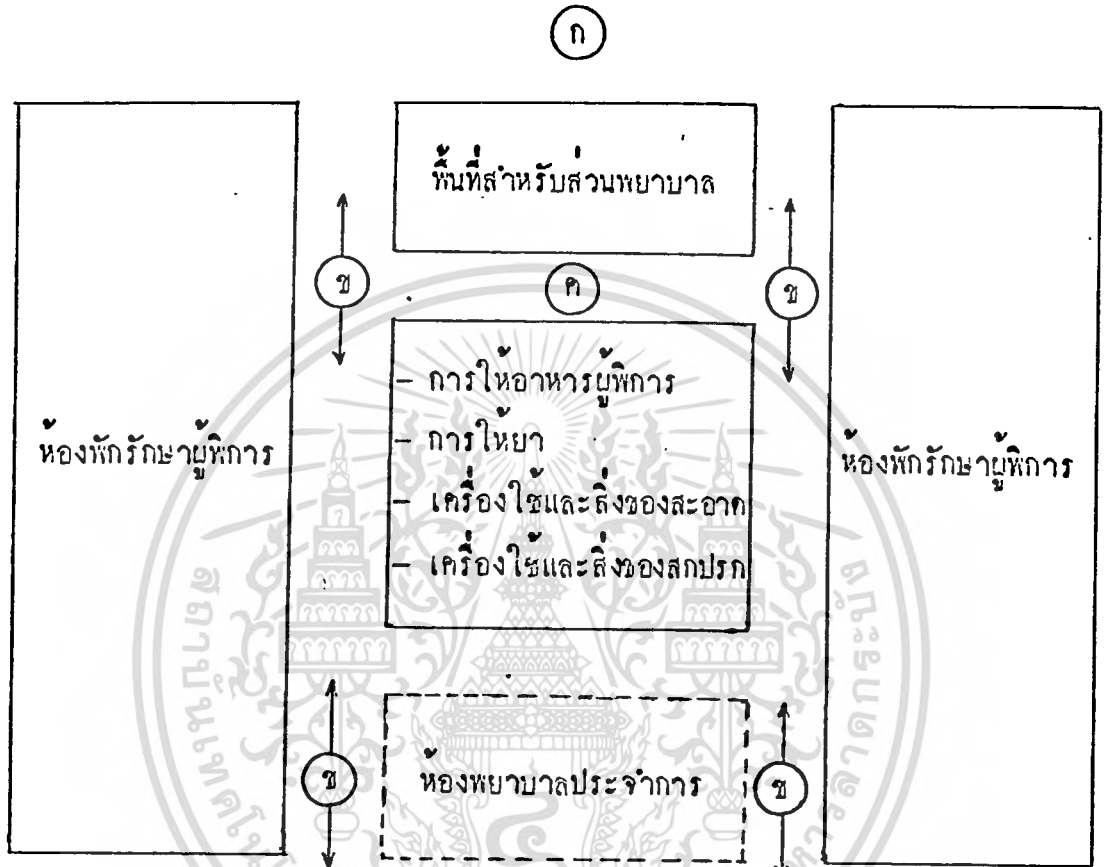 ก
พื้นที่สำหรับส่วนพยาบาล
ข
ค
ข
- การให้อาหารผู้พิการ
- การให้ยา
- เครื่องใช้และสิ่งของสะอาด
- เครื่องใช้และสิ่งของสกปรก
ห้องพักรักษาผู้พิการ
ห้องพักรักษาผู้พิการ
ข
ห้องพยาบาลประจำการ
ข